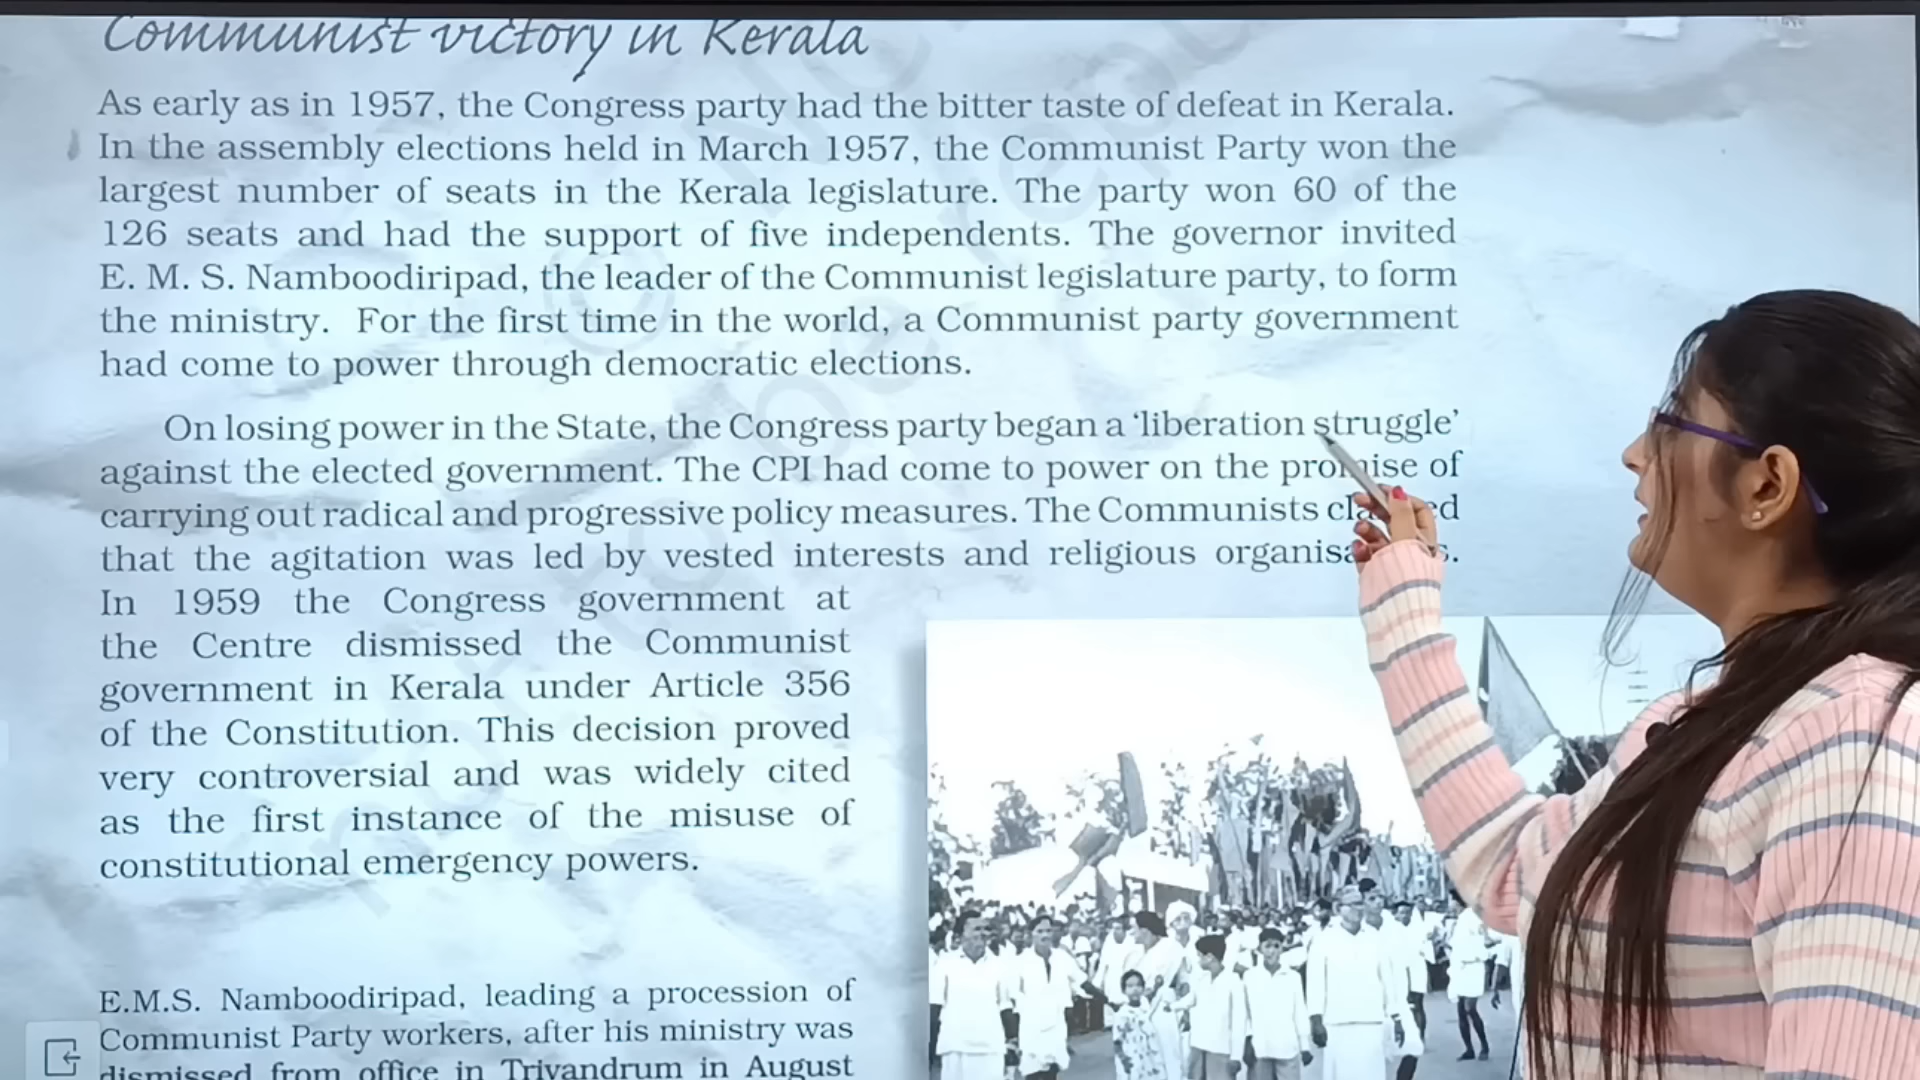 Communist victory in Kerala
As early as in 1957, the Congress party had the bitter taste of defeat in Kerala.
In the assembly elections held in March 1957, the Communist Party won the
largest number of seats in the Kerala legislature. The party won 60 of the
126 seats and had the support of five independents. The governor invited
E. M. S. Namboodiripad, the leader of the Communist legislature party, to form
the ministry. For the first time in the world, a Communist party government
had come to power through democratic elections.
On losing power in the State, the Congress party began a ‘liberation struggle’
against the elected government. The CPI had come to power on the promise of
carrying out radical and progressive policy measures. The Communists
that the agitation was led by vested interests and religious
In 1959 the Congress government at
the Centre dismissed the Communist
government in Kerala under Article 356
of the Constitution. This decision proved
very controversial and was widely cited
as the first instance of the misuse of
constitutional emergency powers.
E.M.S. Namboodiripad, leading a procession of
Communist Party workers, after his ministry was
dismissed from office in Trivandrum in August